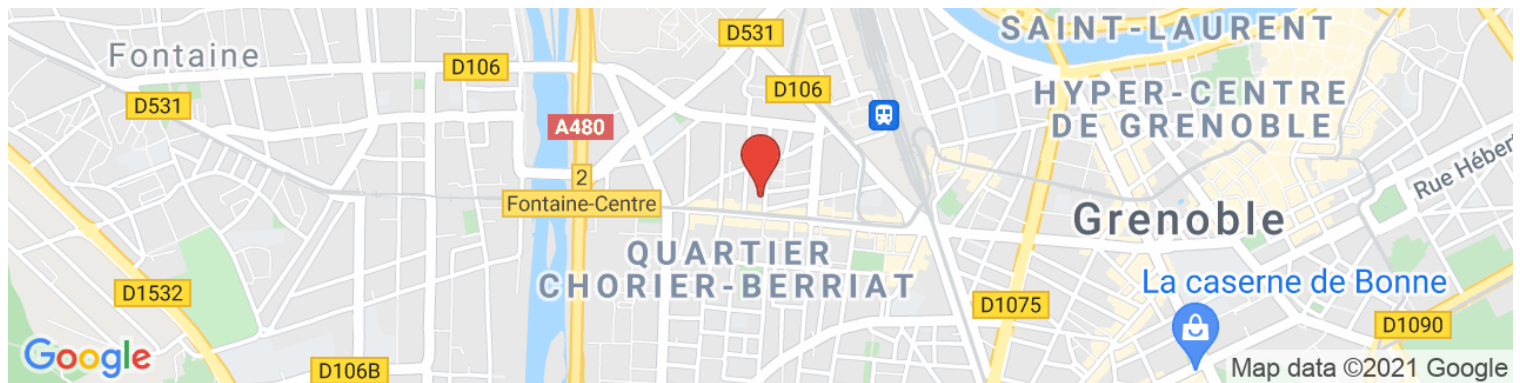 SAINT-LAURENT
D531
Fontaine
D106
D106
D531
HYPER-CENTRE
DE GRENOBLE
A480
Rue Héber
2
Fontaine-Centre
Grenoble
QUARTIER
CHORIER-BERRIAT
La caserne de Bonne
D1532
D1075
D1090
Google
D106B
Map data ©2021 Google